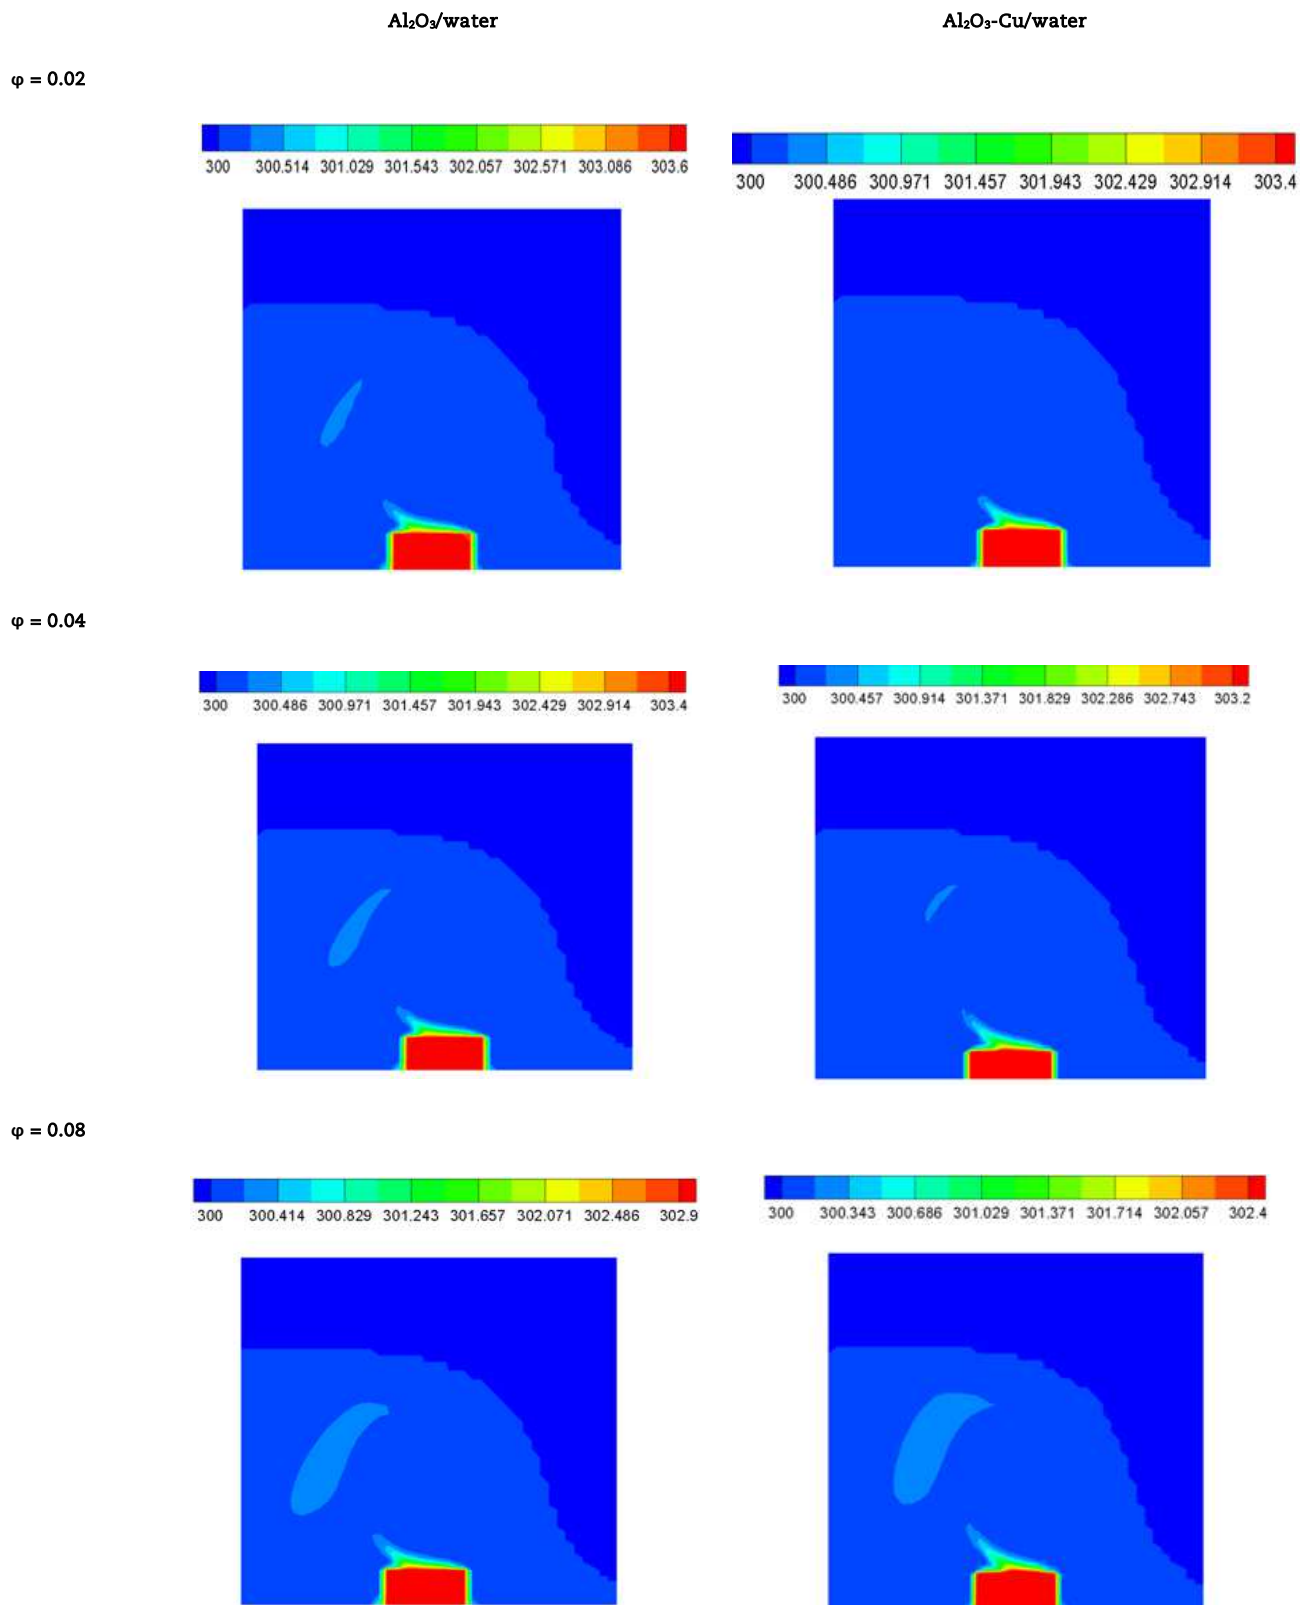 Al₂O₃/water Al₂O₃-Cu/water
φ = 0.02
300 300.514 301.029 301.543 302.057 302.571 303.086 303.6
300 300.486 300.971 301.457 301.943 302.429 302.914 303.4
φ = 0.04
300 300.486 300.971 301.457 301.943 302.429 302.914 303.4
300 300.457 300.914 301.371 301.829 302.286 302.743 303.2
φ = 0.08
300 300.414 300.829 301.243 301.657 302.071 302.486 302.9
300 300.343 300.686 301.029 301.371 301.714 302.057 302.4